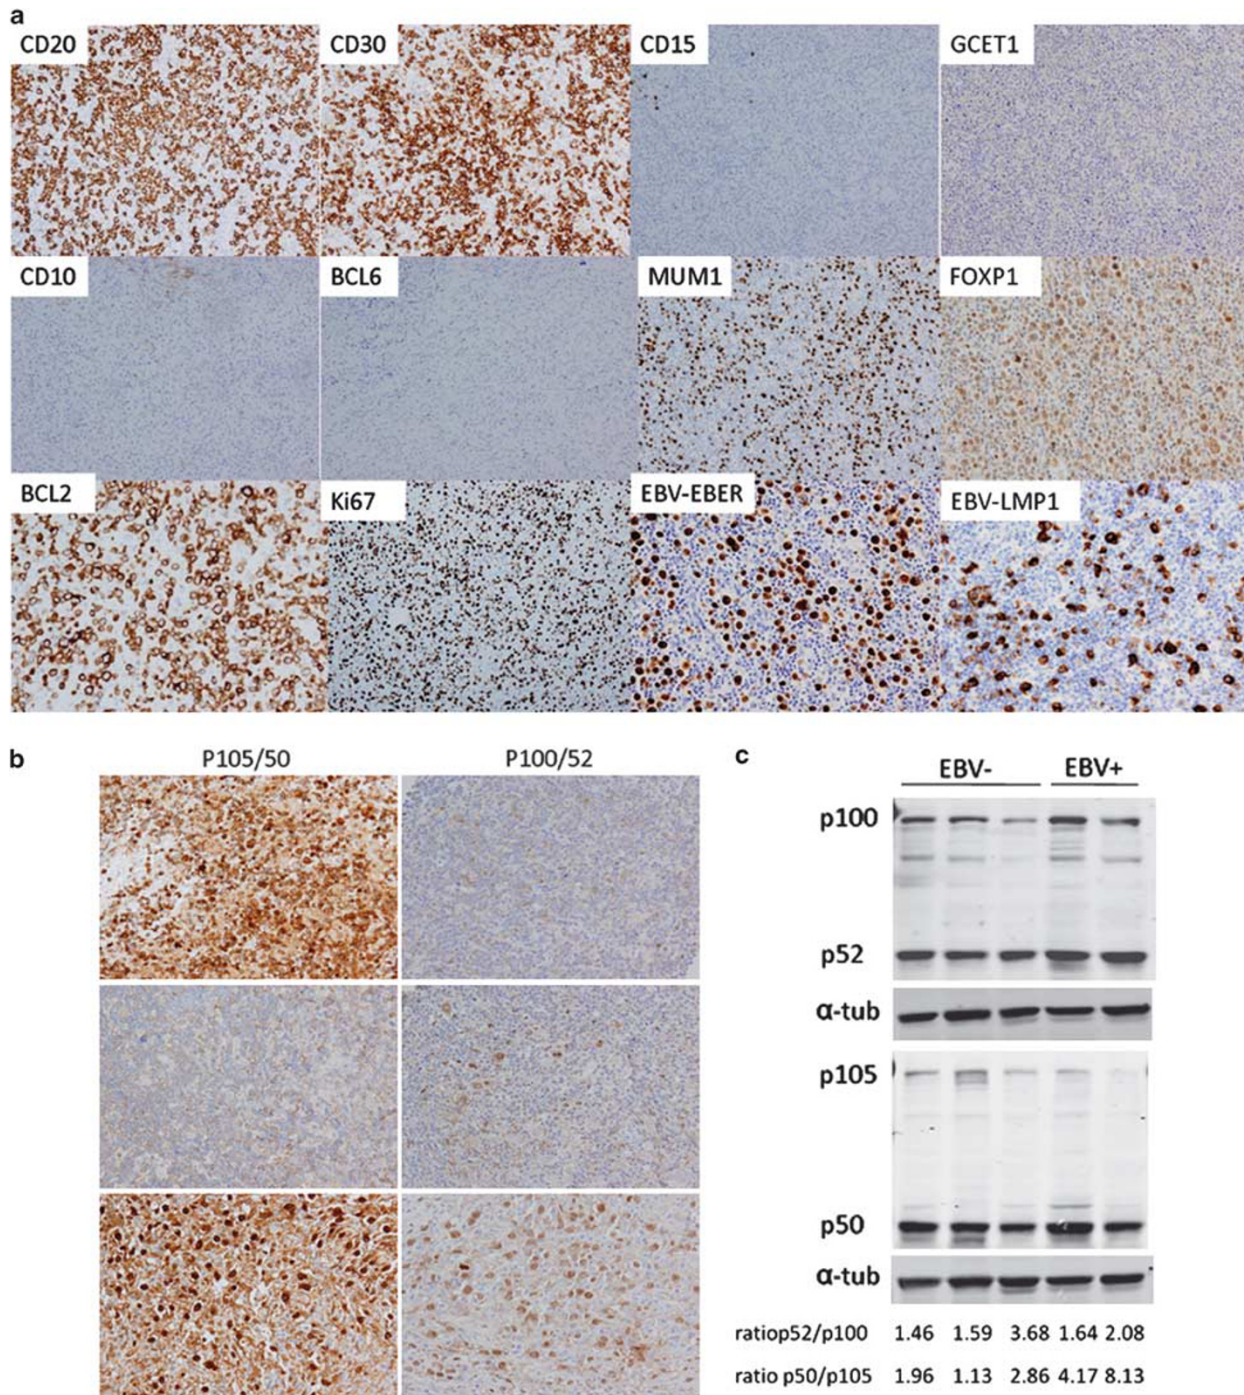 a
CD20 CD30 CD15 GCET1
CD10 BCL6 MUM1 FOXP1
BCL2 Ki67 EBV-EBER EBV-LMP1
b P105/50 P100/52
c EBV- EBV+
p100
p52
α-tub
p105
p50
α-tub
ratiop52/p100 1.46 1.59 3.68 1.64 2.08
ratio p50/p105 1.96 1.13 2.86 4.17 8.13